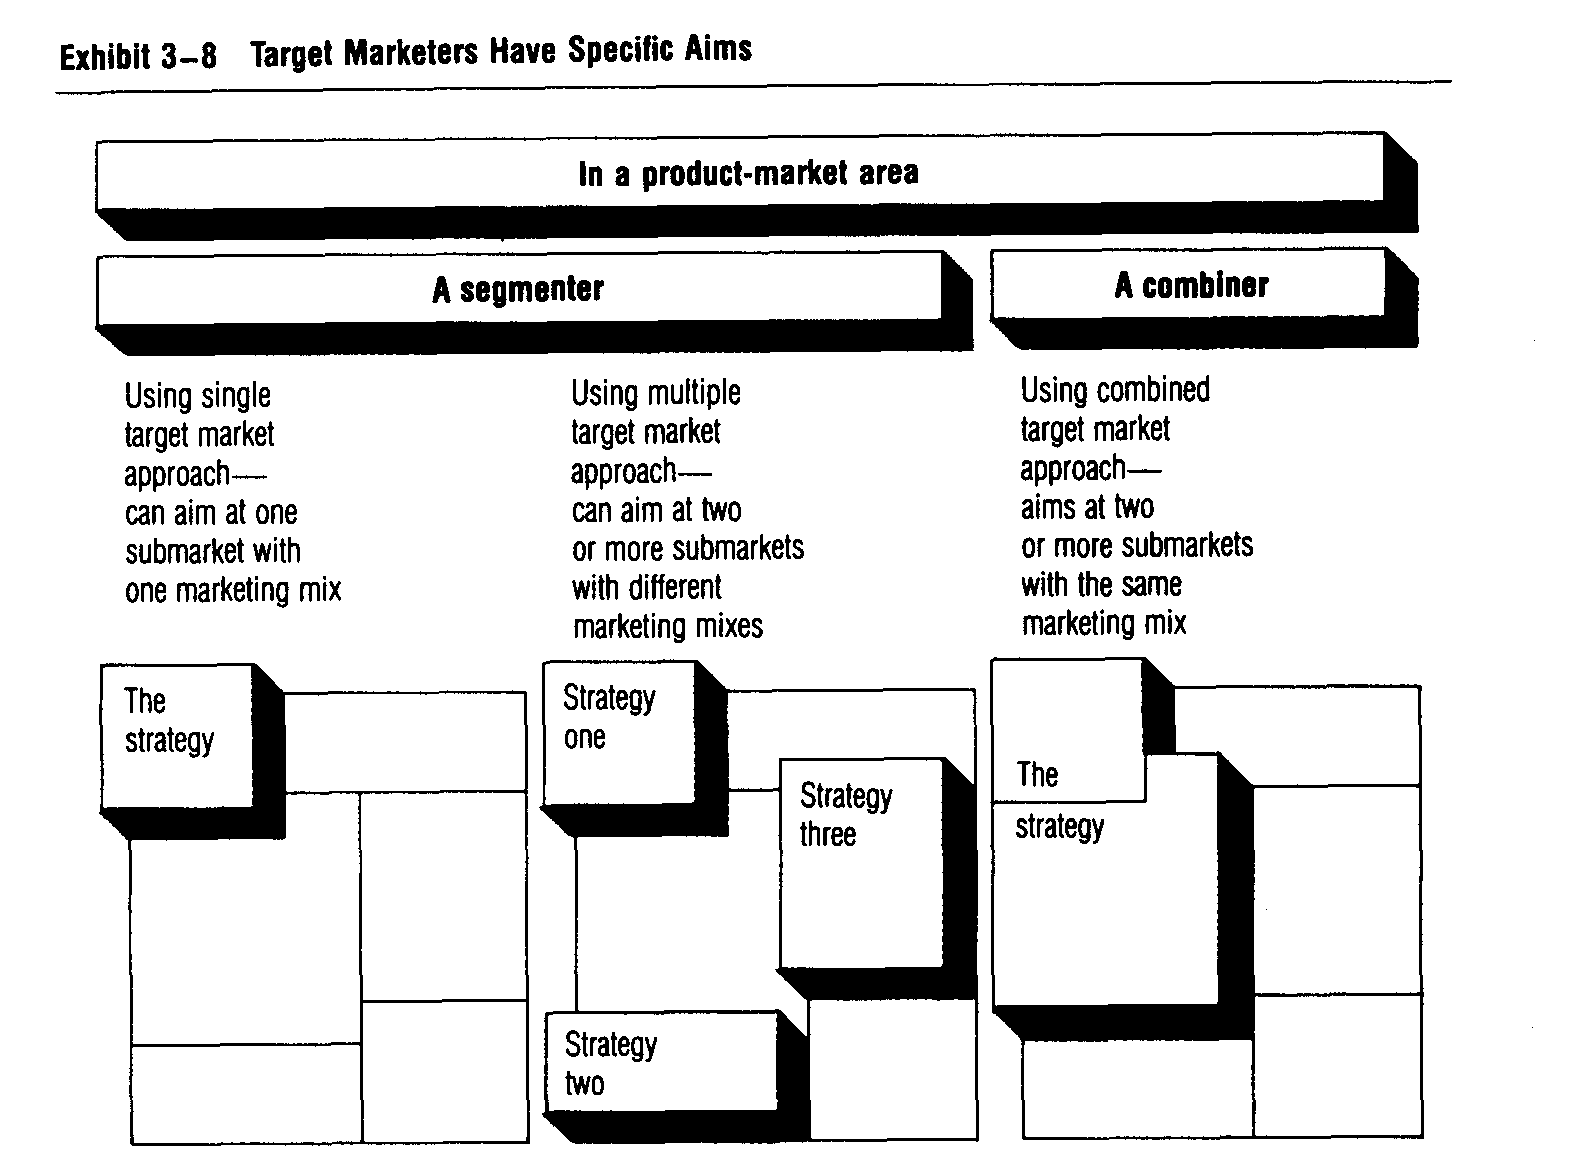 Exhibit 3–8 Target Marketers Have Specific Aims
In a product-market area
A segmenter
A combiner
Using single
target market
approach—
can aim at one
submarket with
one marketing mix
Using multiple
target market
approach—
can aim at two
or more submarkets
with different
marketing mixes
Using combined
target market
approach—
aims at two
or more submarkets
with the same
marketing mix
The
strategy
Strategy
one
Strategy
three
Strategy
two
The
strategy